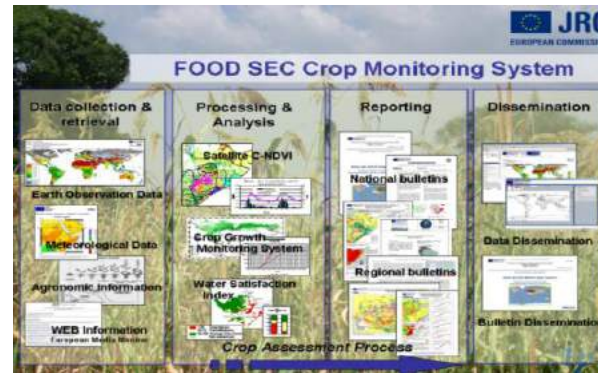 JRC
EUROPEAN COMMISSION
FOOD SEC Crop Monitoring System
Data collection &
retrieval
Earth Observation Data
Meteorological Data
Agronomic Information
WEB Information
European Media Monitor
Processing &
Analysis
Satellite C-NDVI
Crop Growth
Monitoring System
Water Satisfaction
Index
Reporting
National bulletins
Regional bulletins
Dissemination
Data Dissemination
Bulletin Dissemination
Crop Assessment Process